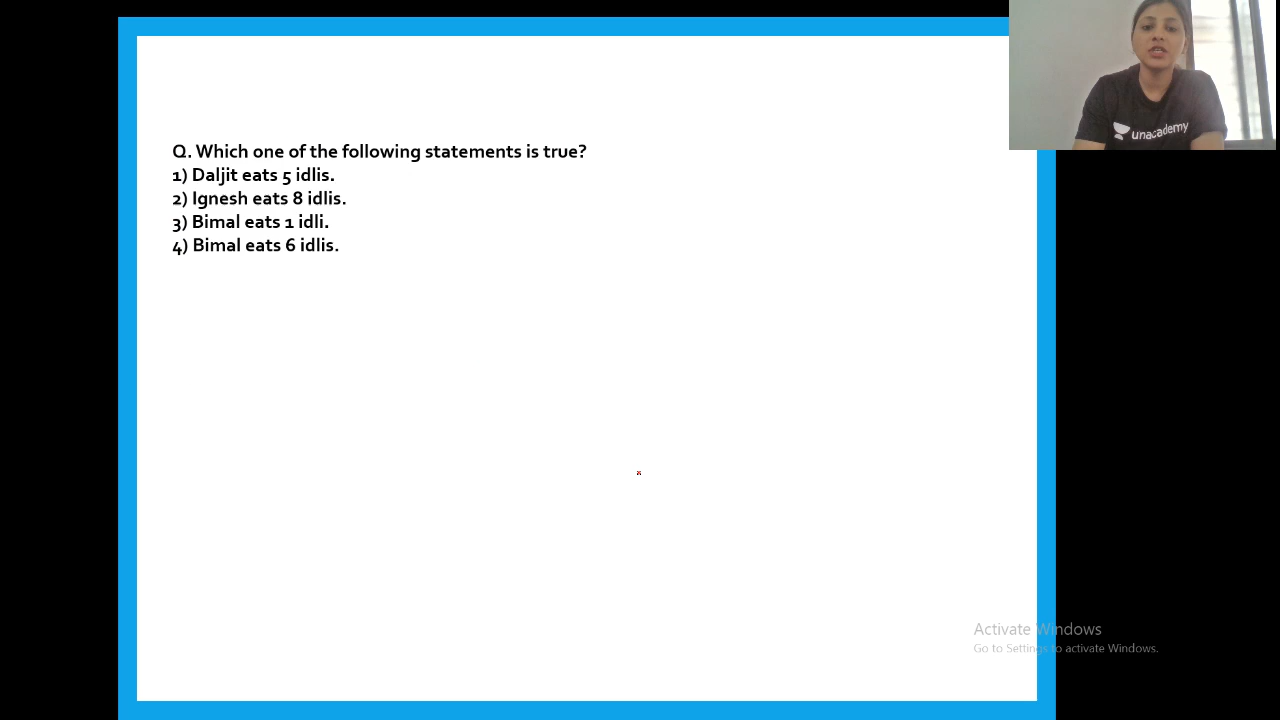 unacademy
Q. Which one of the following statements is true?
1) Daljit eats 5 idlis.
2) Ignesh eats 8 idlis.
3) Bimal eats 1 idli.
4) Bimal eats 6 idlis.
Activate Windows
Go to Settings to activate Windows.